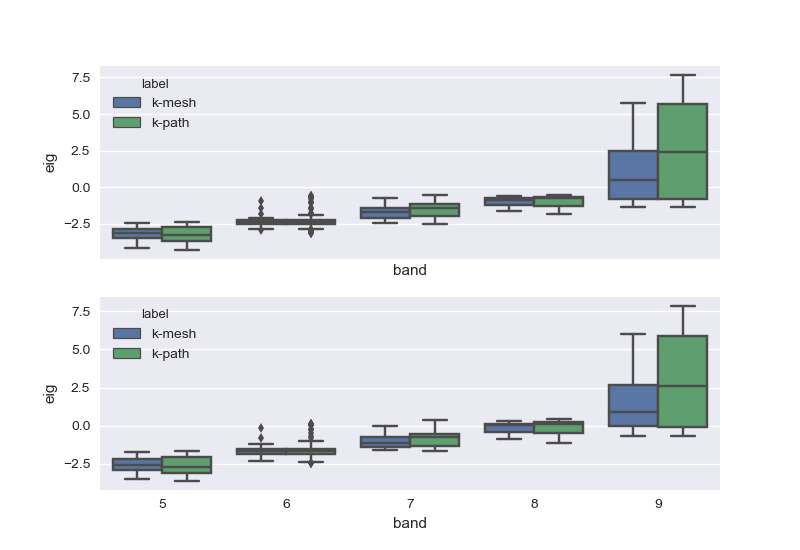 label
k-mesh
k-path
7.5
5.0
2.5
0.0
−2.5
eig
band
label
k-mesh
k-path
7.5
5.0
2.5
0.0
−2.5
eig
5 6 7 8 9
band